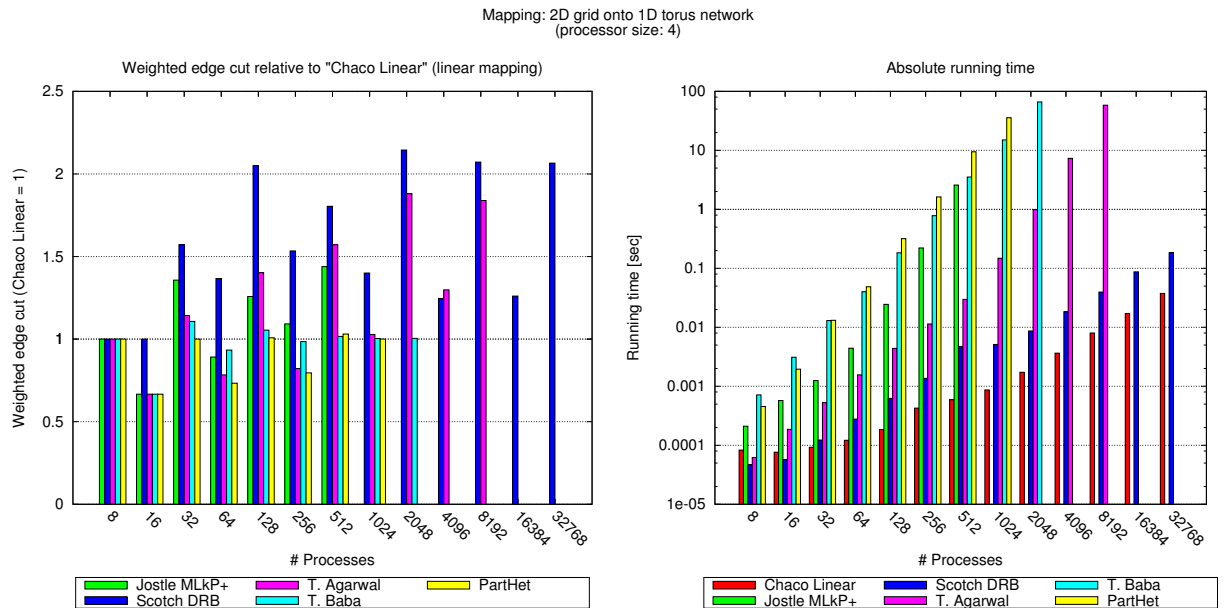 Mapping: 2D grid onto 1D torus network
(processor size: 4)
Weighted edge cut relative to "Chaco Linear" (linear mapping)
Weighted edge cut (Chaco Linear = 1)
2.5
2
1.5
1
0.5
0
8 16 32 64 128 256 512 1024 2048 4096 8192 16384 32768
# Processes
Jostle MLkP+ T. Agarwal PartHet
Scotch DRB T. Baba
Absolute running time
Running time [sec]
100
10
1
0.1
0.01
0.001
0.0001
1e-05
8 16 32 64 128 256 512 1024 2048 4096 8192 16384 32768
# Processes
Chaco Linear Scotch DRB T. Baba
Jostle MLkP+ T. Agarwal PartHet